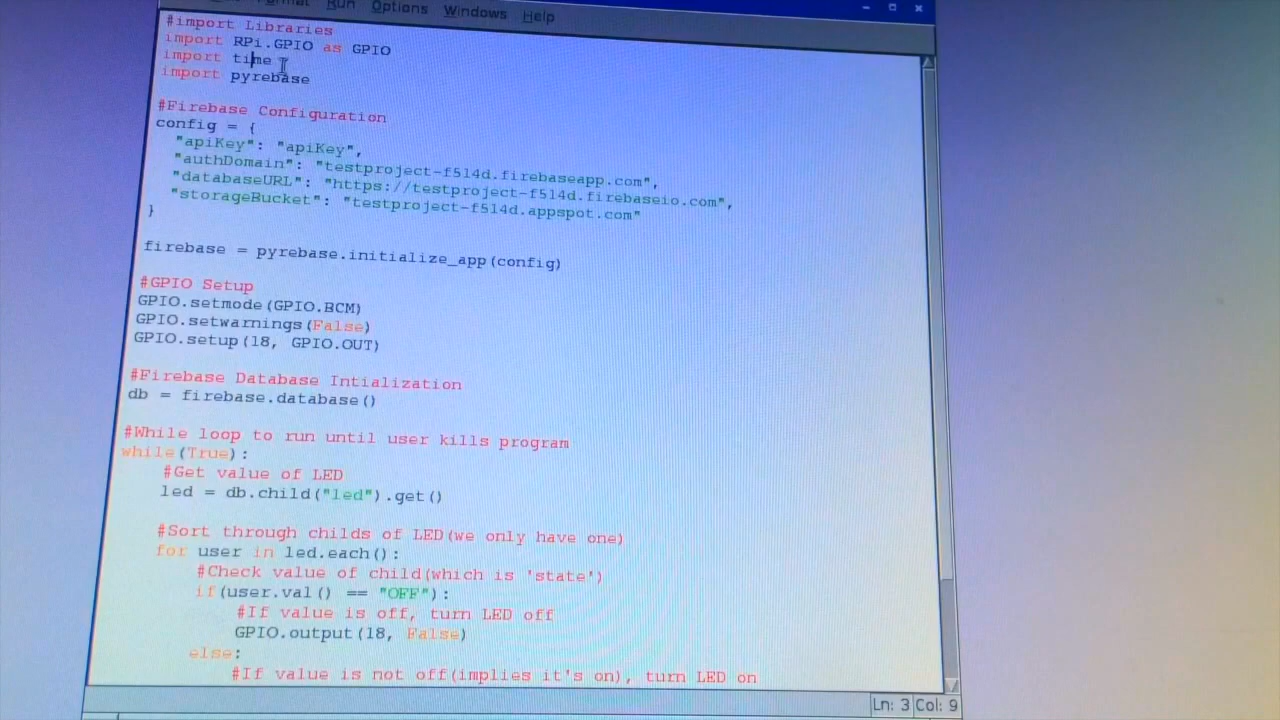 Run Options Windows Help
#import Libraries
import RPi.GPIO as GPIO
import time
import pyrebase
#Firebase Configuration
config = {
"apiKey": "apiKey",
"authDomain": "testproject-f514d.firebaseapp.com",
"databaseURL": "https://testproject-f514d.firebaseio.com",
"storageBucket": "testproject-f514d.appspot.com"
}
firebase = pyrebase.initialize_app(config)
#GPIO Setup
GPIO.setmode(GPIO.BCM)
GPIO.setwarnings(False)
GPIO.setup(18, GPIO.OUT)
#Firebase Database Intialization
db = firebase.database()
#While loop to run until user kills program
while(True):
#Get value of LED
led = db.child("led").get()
#Sort through childs of LED(we only have one)
for user in led.each():
#Check value of child(which is 'state')
if(user.val() == "OFF"):
#If value is off, turn LED off
GPIO.output(18, False)
else:
#If value is not off(implies it's on), turn LED on
Ln: 3 Col: 9